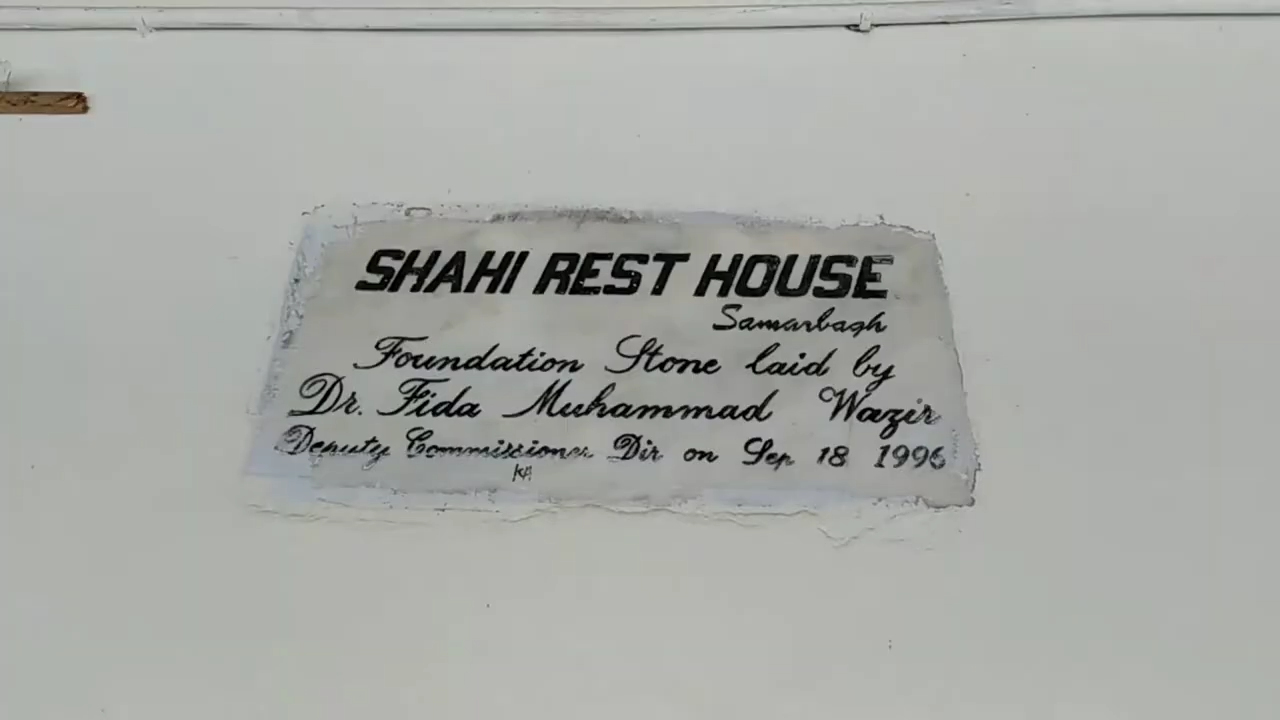 SHAHI REST HOUSE
Samarbagh
Foundation Stone laid by
Dr. Fida Muhammad Wazir
Deputy Commissioner Dir on Sep 18 1996
KA